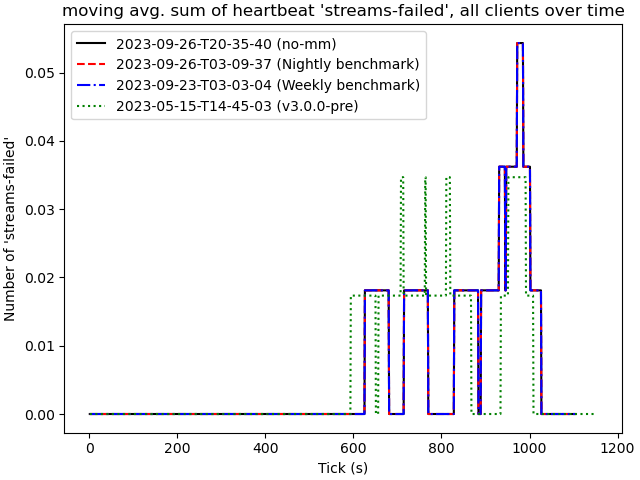 moving avg. sum of heartbeat 'streams-failed', all clients over time
2023-09-26-T20-35-40 (no-mm)
2023-09-26-T03-09-37 (Nightly benchmark)
2023-09-23-T03-03-04 (Weekly benchmark)
2023-05-15-T14-45-03 (v3.0.0-pre)
Number of 'streams-failed'
0.05
0.04
0.03
0.02
0.01
0.00
0 200 400 600 800 1000 1200
Tick (s)